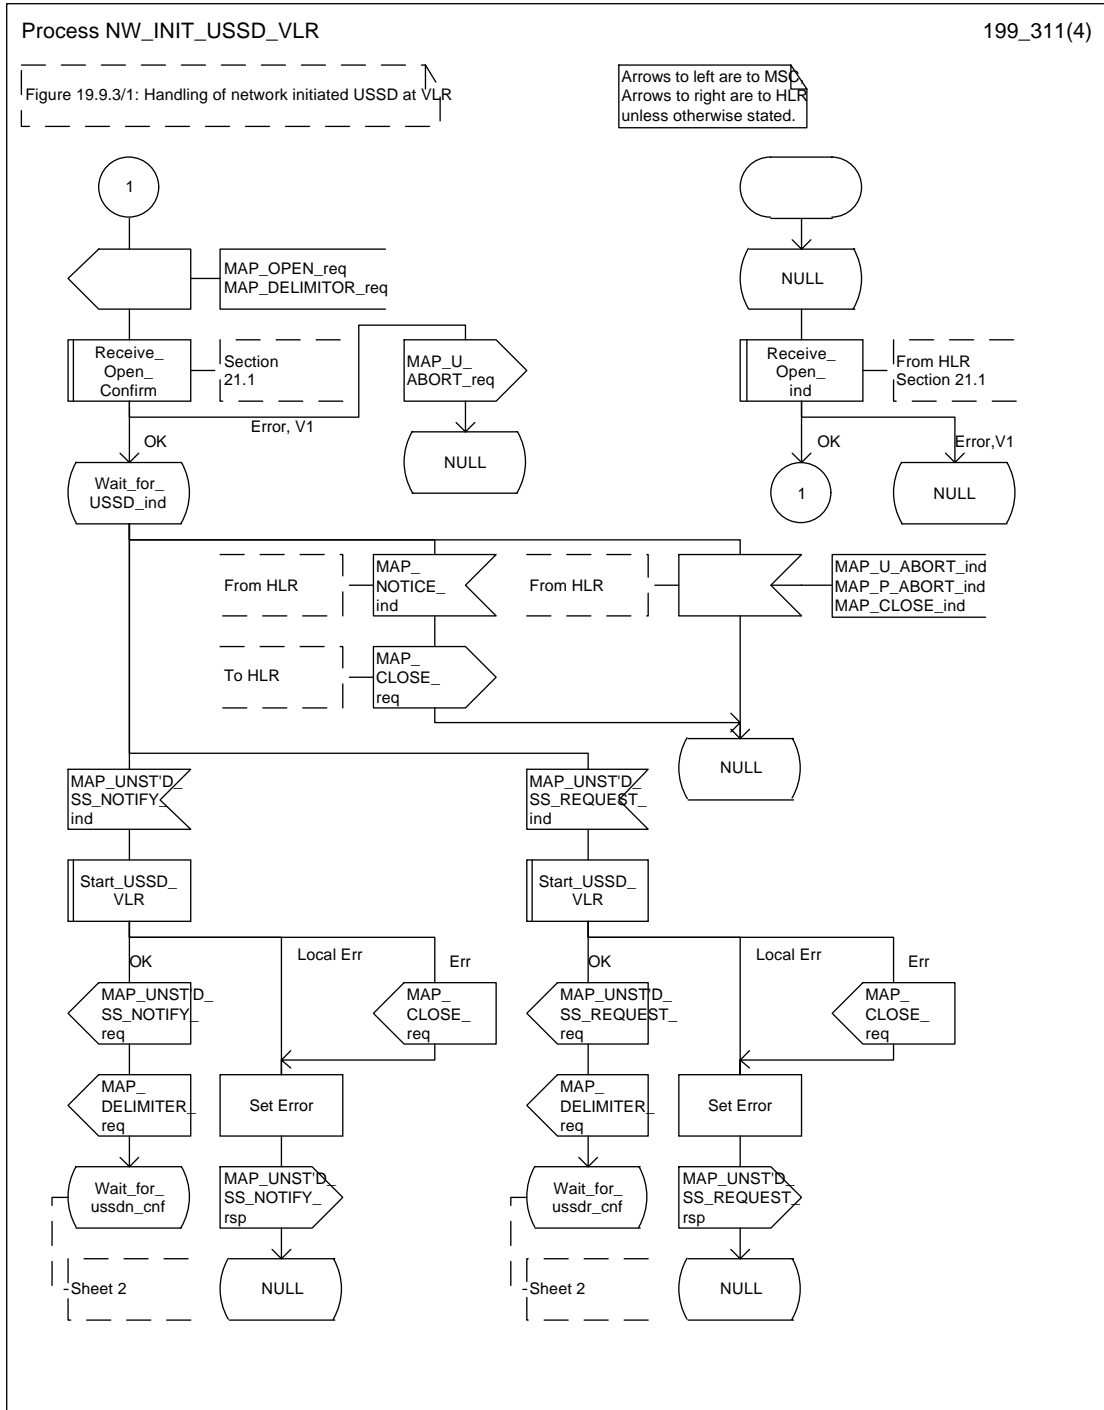 Process NW_INIT_USSD_VLR
199_311(4)
Figure 19.9.3/1: Handling of network initiated USSD at VLR
Arrows to left are to MSC,
Arrows to right are to HLR
unless otherwise stated.
1
MAP_OPEN_req
MAP_DELIMITOR_req
NULL
Receive_
Open_
Confirm
Section
21.1
MAP_U_
ABORT_req
Receive_
Open_
ind
From HLR
Section 21.1
Error, V1
OK
OK
Error,V1
Wait_for_
USSD_ind
NULL
1
NULL
From HLR
MAP_
NOTICE_
ind
From HLR
MAP_U_ABORT_ind
MAP_P_ABORT_ind
MAP_CLOSE_ind
To HLR
MAP_
CLOSE_
req
NULL
MAP_UNST'D_
SS_NOTIFY_
ind
MAP_UNST'D_
SS_REQUEST_
ind
Start_USSD_
VLR
Start_USSD_
VLR
OK
Local Err
Err
OK
Local Err
Err
MAP_UNST'D_
SS_NOTIFY_
req
MAP_
CLOSE_
req
MAP_UNST'D_
SS_REQUEST_
req
MAP_
CLOSE_
req
MAP_
DELIMITER_
req
Set Error
MAP_
DELIMITER_
req
Set Error
Wait_for_
ussdn_cnf
MAP_UNST'D_
SS_NOTIFY_
rsp
Wait_for_
ussdr_cnf
MAP_UNST'D_
SS_REQUEST_
rsp
Sheet 2
NULL
Sheet 2
NULL